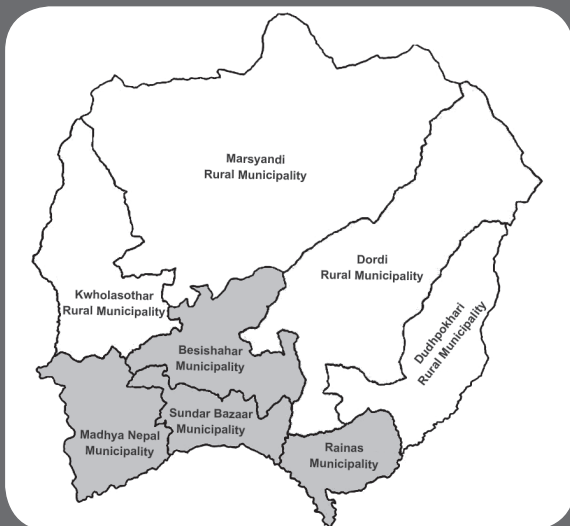 Marsyandi
Rural Municipality
Dordi
Rural Municipality
Kwholasothar
Rural Municipality
Dudhpokhari
Rural Municipality
Besishahar
Municipality
Sundar Bazaar
Municipality
Madhya Nepal
Municipality
Rainas
Municipality